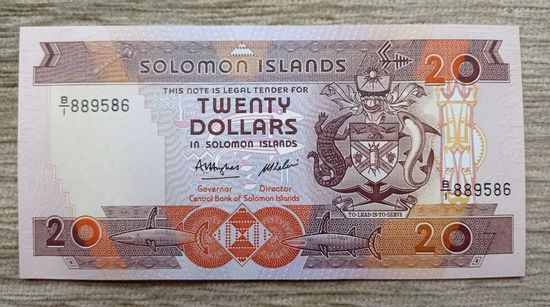 SOLOMON ISLANDS
20
B/1 889586
THIS NOTE IS LEGAL TENDER FOR
TWENTY
DOLLARS
IN SOLOMON ISLANDS
Governor Director
Central Bank of Solomon Islands
B/1 889586
TO·LEAD·IS·TO·SERVE
20
20